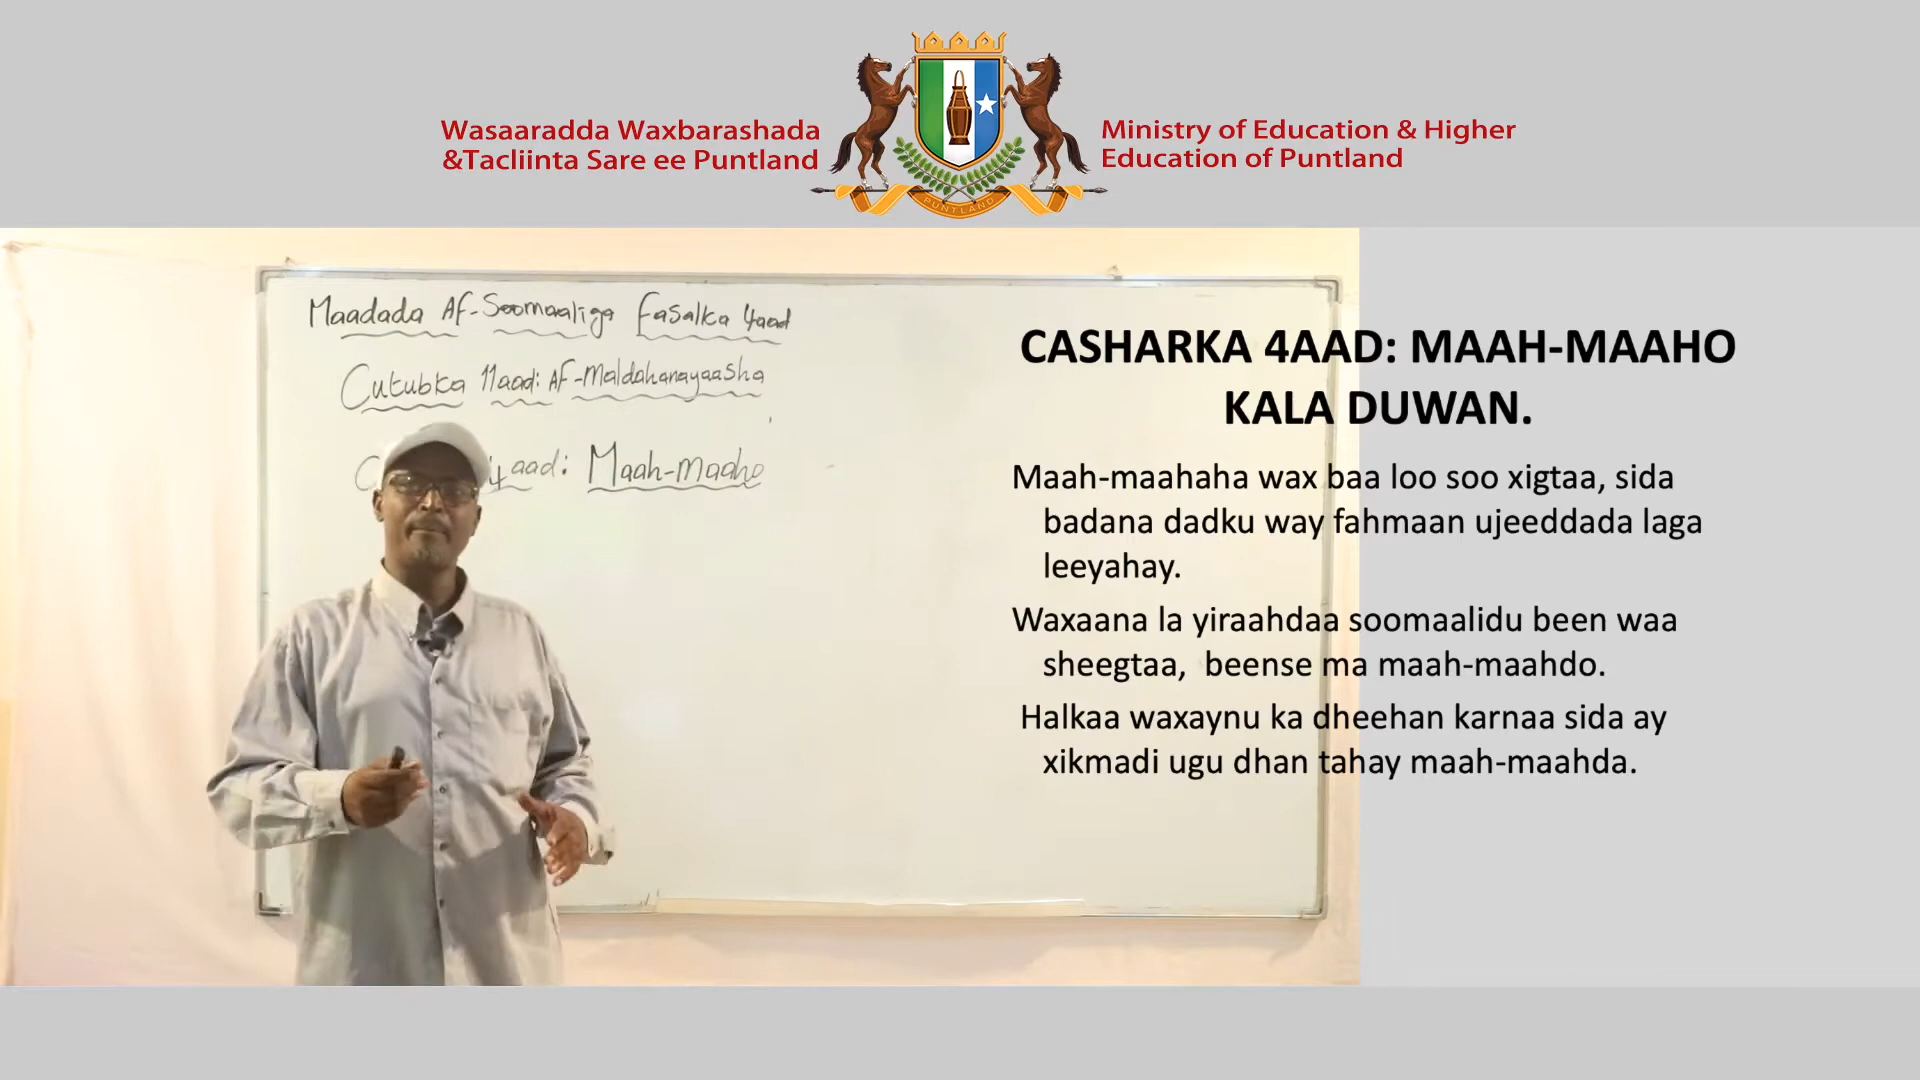 Wasaaradda Waxbarashada
&Tacliinta Sare ee Puntland
Ministry of Education & Higher
Education of Puntland
PUNTLAND
Maadada Af-Soomaaliga Fasalka 4aad
Cutubka 11aad: Af-Maldahanayaasha
4aad: Maah-maaho
CASHARKA 4AAD: MAAH-MAAHO
KALA DUWAN.
Maah-maahaha wax baa loo soo xigtaa, sida
badana dadku way fahmaan ujeeddada laga
leeyahay.
Waxaana la yiraahdaa soomaalidu been waa
sheegtaa, beense ma maah-maahdo.
Halkaa waxaynu ka dheehan karnaa sida ay
xikmadi ugu dhan tahay maah-maahda.